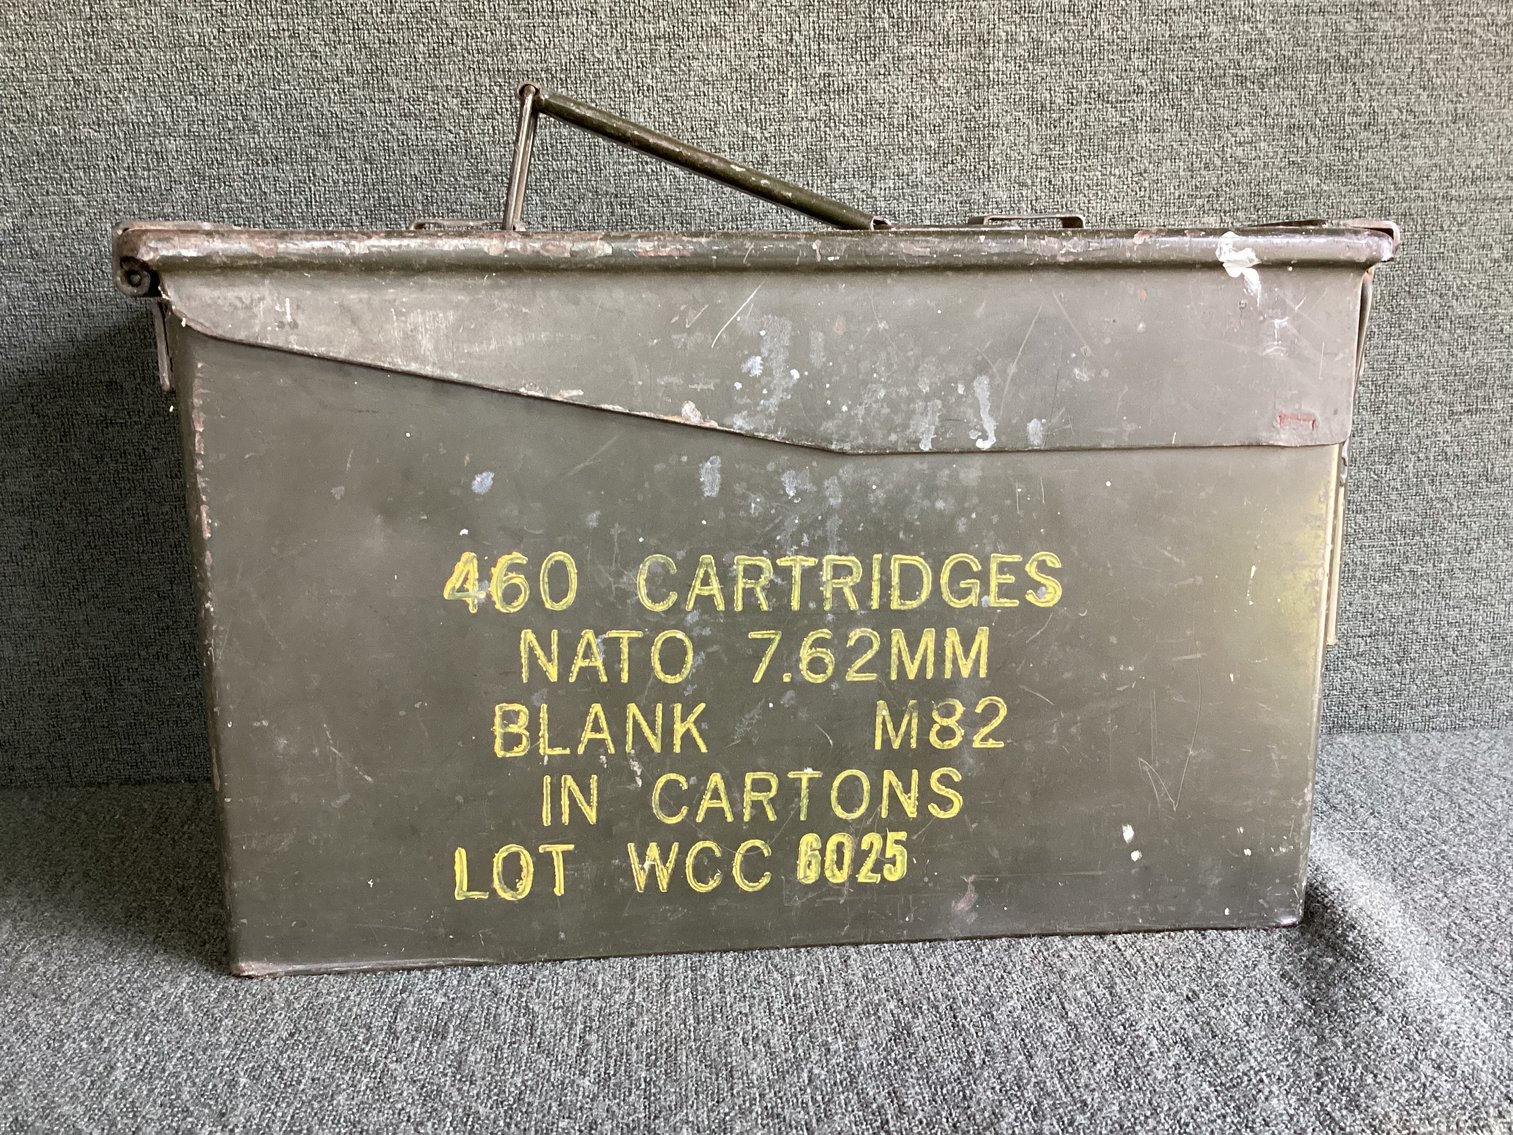 460 CARTRIDGES
NATO 7.62MM
BLANK M82
IN CARTONS
LOT WCC 6025